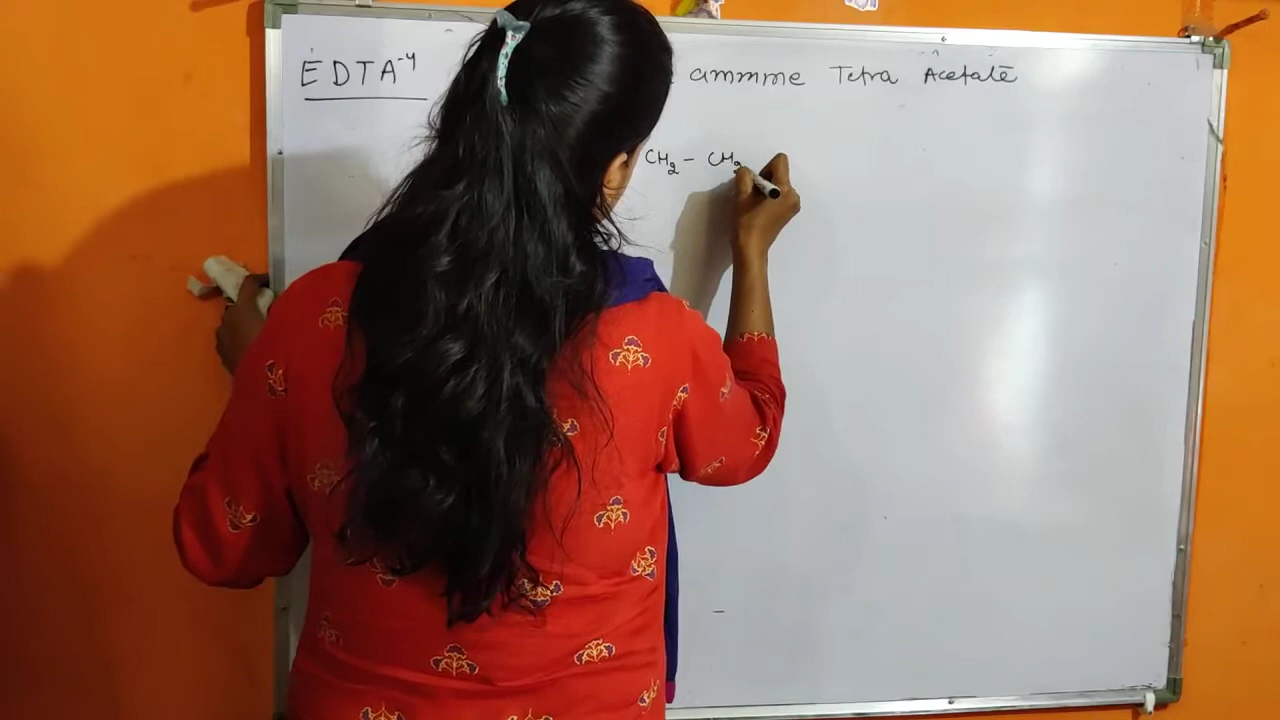 EDTA⁻⁴ ammine Tetra Acetate
CH₂ - CH₂